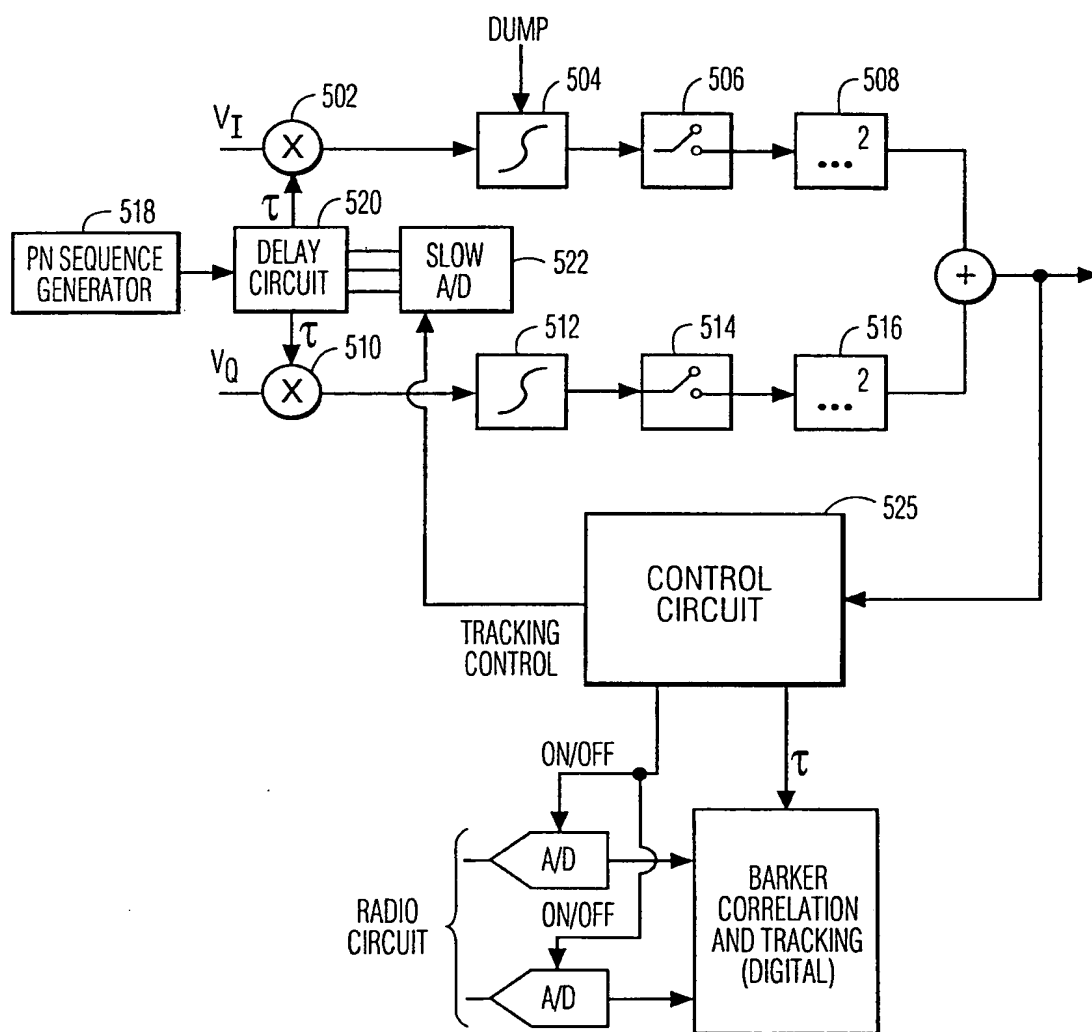 DUMP
502
504
506
508
V_I
X
... 2
518
τ
520
PN SEQUENCE
GENERATOR
DELAY
CIRCUIT
SLOW
A/D
522
+
τ
510
512
514
516
V_Q
X
... 2
525
CONTROL
CIRCUIT
TRACKING
CONTROL
ON/OFF
τ
A/D
RADIO
CIRCUIT
ON/OFF
A/D
BARKER
CORRELATION
AND TRACKING
(DIGITAL)